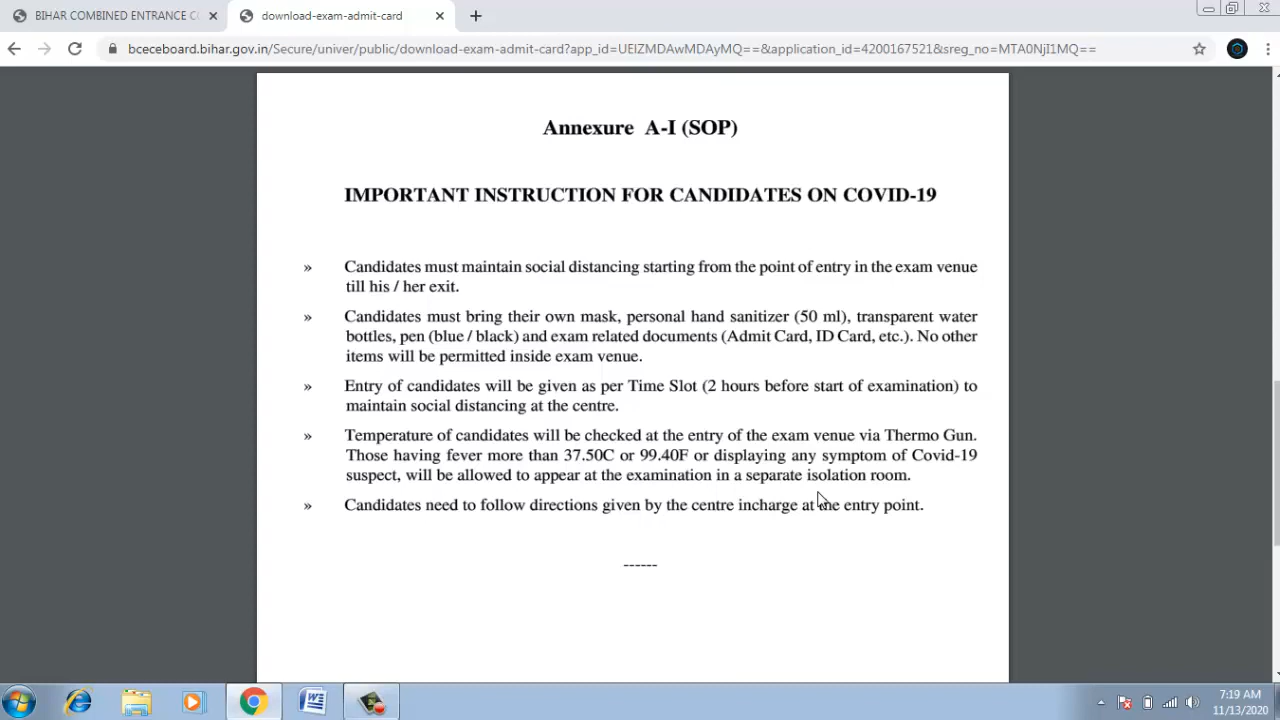 BIHAR COMBINED ENTRANCE CO
download-exam-admit-card
bceceboard.bihar.gov.in/Secure/univer/public/download-exam-admit-card?app_id=UEIZMDAwMDAyMQ==&application_id=4200167521&sreg_no=MTA0NjI1MQ==
Annexure A-I (SOP)
IMPORTANT INSTRUCTION FOR CANDIDATES ON COVID-19
» Candidates must maintain social distancing starting from the point of entry in the exam venue
till his / her exit.
» Candidates must bring their own mask, personal hand sanitizer (50 ml), transparent water
bottles, pen (blue / black) and exam related documents (Admit Card, ID Card, etc.). No other
items will be permitted inside exam venue.
» Entry of candidates will be given as per Time Slot (2 hours before start of examination) to
maintain social distancing at the centre.
» Temperature of candidates will be checked at the entry of the exam venue via Thermo Gun.
Those having fever more than 37.50C or 99.40F or displaying any symptom of Covid-19
suspect, will be allowed to appear at the examination in a separate isolation room.
» Candidates need to follow directions given by the centre incharge at the entry point.
------
7:19 AM
11/13/2020